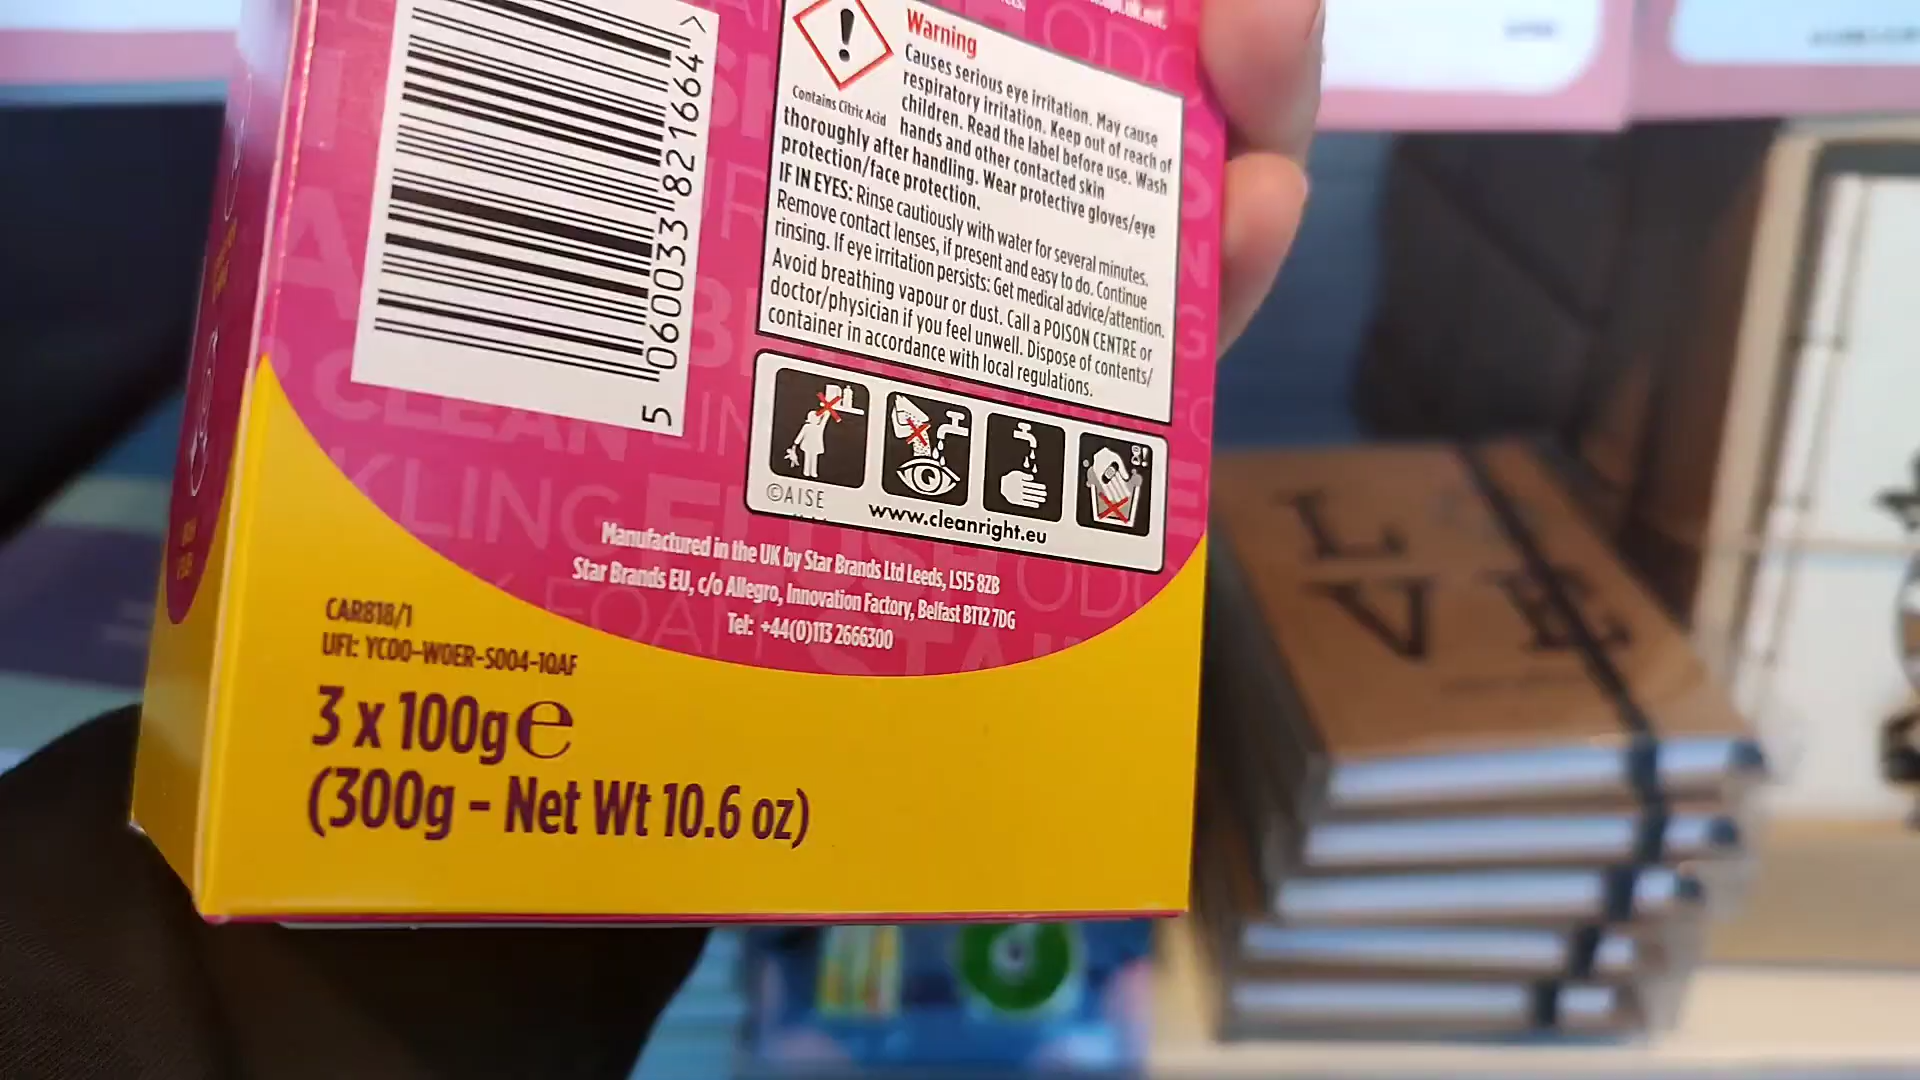 Warning
Causes serious eye irritation. May cause
respiratory irritation. Keep out of reach of
children. Read the label before use. Wash
Contains Citric Acid
hands and other contacted skin
thoroughly after handling. Wear protective gloves/eye
protection/face protection.
IF IN EYES: Rinse cautiously with water for several minutes.
Remove contact lenses, if present and easy to do. Continue
rinsing. If eye irritation persists: Get medical advice/attention.
Avoid breathing vapour or dust. Call a POISON CENTRE or
doctor/physician if you feel unwell. Dispose of contents/
container in accordance with local regulations.
5 060033 821664 >
©AISE
www.cleanright.eu
Manufactured in the UK by Star Brands Ltd Leeds, LS15 8ZB
Star Brands EU, c/o Allegro, Innovation Factory, Belfast BT12 7DG
Tel: +44(0)113 2666300
CAR818/1
UFI: YC00-W0ER-S004-1QAF
3 x 100g e
(300g - Net Wt 10.6 oz)
L
VE